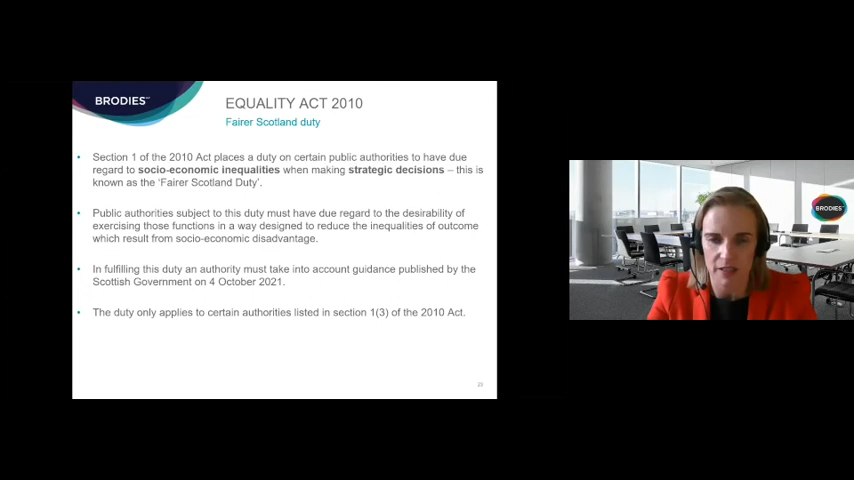 BRODIES LLP
EQUALITY ACT 2010
Fairer Scotland duty
• Section 1 of the 2010 Act places a duty on certain public authorities to have due
regard to socio-economic inequalities when making strategic decisions – this is
known as the 'Fairer Scotland Duty'.
• Public authorities subject to this duty must have due regard to the desirability of
exercising those functions in a way designed to reduce the inequalities of outcome
which result from socio-economic disadvantage.
• In fulfilling this duty an authority must take into account guidance published by the
Scottish Government on 4 October 2021.
• The duty only applies to certain authorities listed in section 1(3) of the 2010 Act.
BRODIES